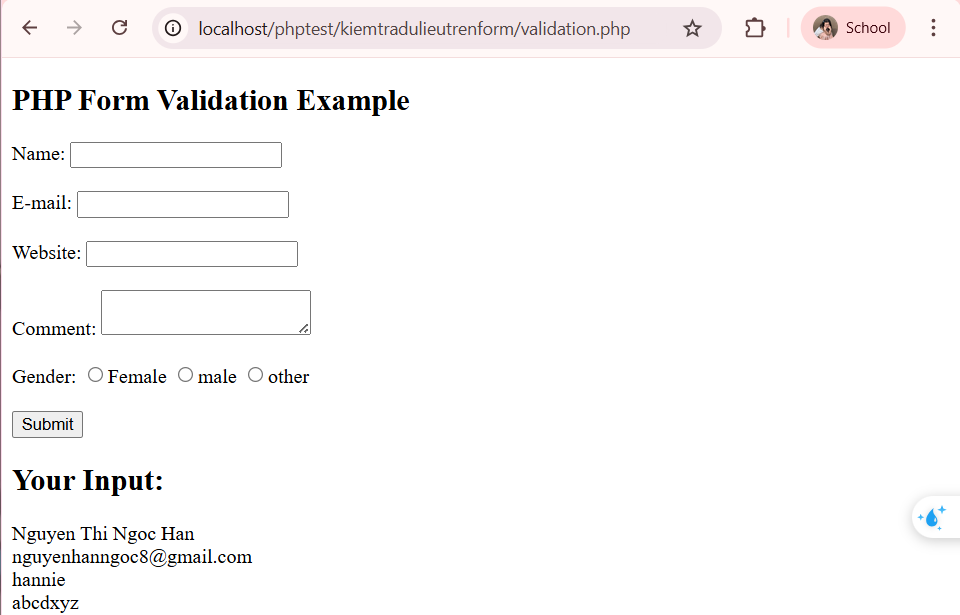 localhost/phptest/kiemtradulieutrenform/validation.php
School
PHP Form Validation Example
Name:
E-mail:
Website:
Comment:
Gender: Female male other
Submit
Your Input:
Nguyen Thi Ngoc Han
nguyenhanngoc8@gmail.com
hannie
abcdxyz